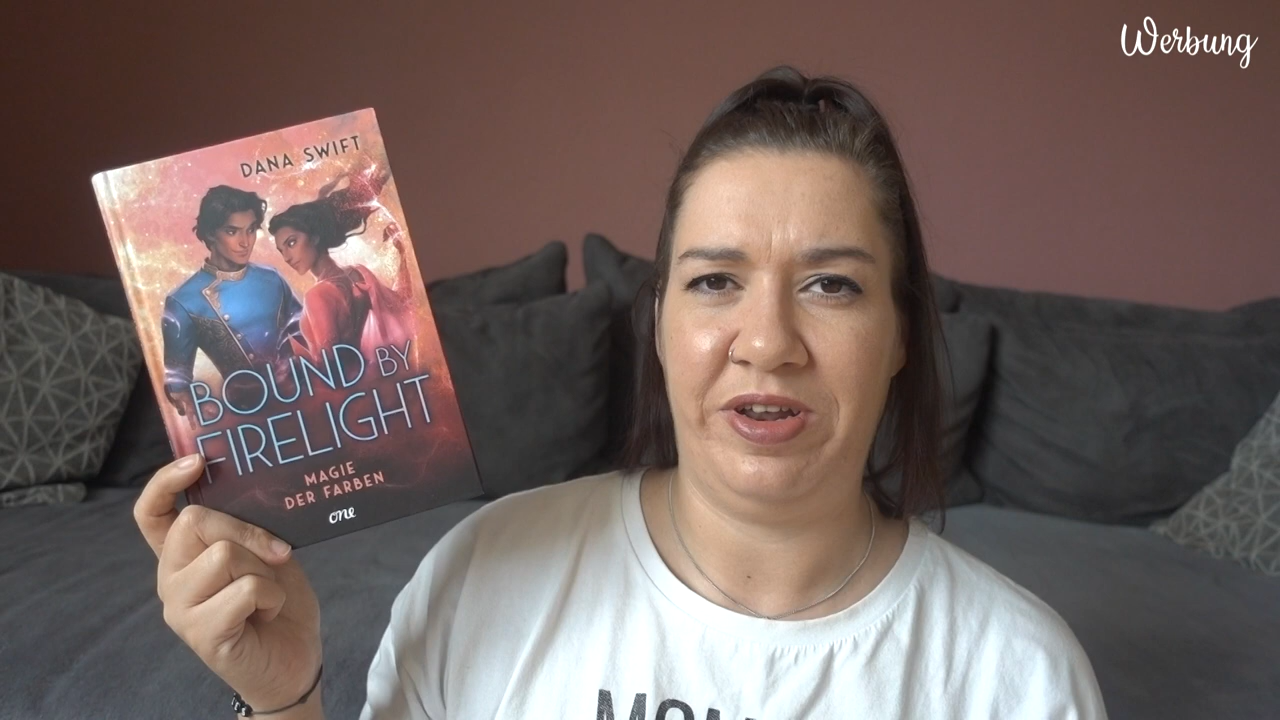 Werbung
DANA SWIFT
BOUND BY
FIRELIGHT
MAGIE
DER FARBEN
one